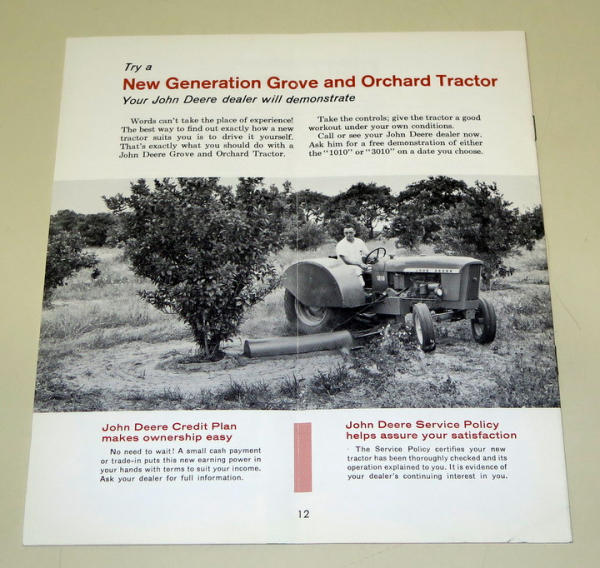 Try a
New Generation Grove and Orchard Tractor
Your John Deere dealer will demonstrate
Words can't take the place of experience!
The best way to find out exactly how a new
tractor suits you is to drive it yourself.
That's exactly what you should do with a
John Deere Grove and Orchard Tractor.
Take the controls; give the tractor a good
workout under your own conditions.
Call or see your John Deere dealer now.
Ask him for a free demonstration of either
the "1010" or "3010" on a date you choose.
JOHN DEERE
John Deere Credit Plan
makes ownership easy
No need to wait! A small cash payment
or trade-in puts this new earning power in
your hands with terms to suit your income.
Ask your dealer for full information.
John Deere Service Policy
helps assure your satisfaction
The Service Policy certifies your new
tractor has been thoroughly checked and its
operation explained to you. It is evidence of
your dealer's continuing interest in you.
12